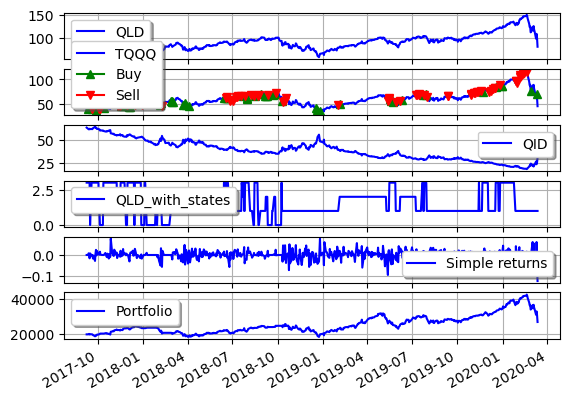 150
100
QLD
TQQQ
Buy
Sell
100
50
50
25
QID
2.5
0.0
QLD_with_states
0.0
−0.1
Simple returns
40000
20000
Portfolio
2017-10
2018-01
2018-04
2018-07
2018-10
2019-01
2019-04
2019-07
2019-10
2020-01
2020-04